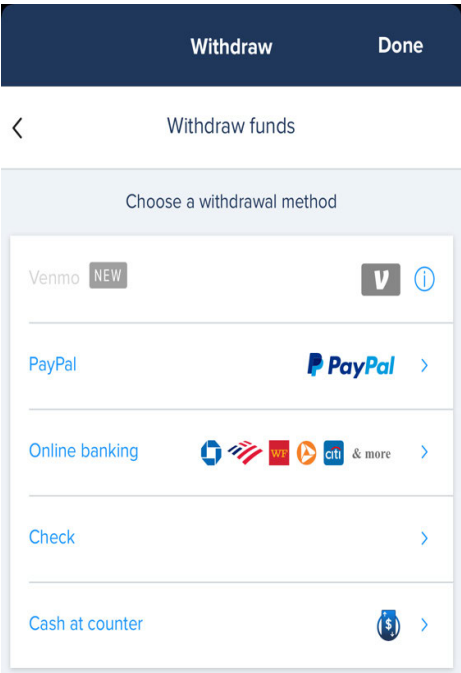 Withdraw Done
Withdraw funds
Choose a withdrawal method
Venmo NEW V
PayPal PayPal
Online banking WF citi & more
Check
Cash at counter $